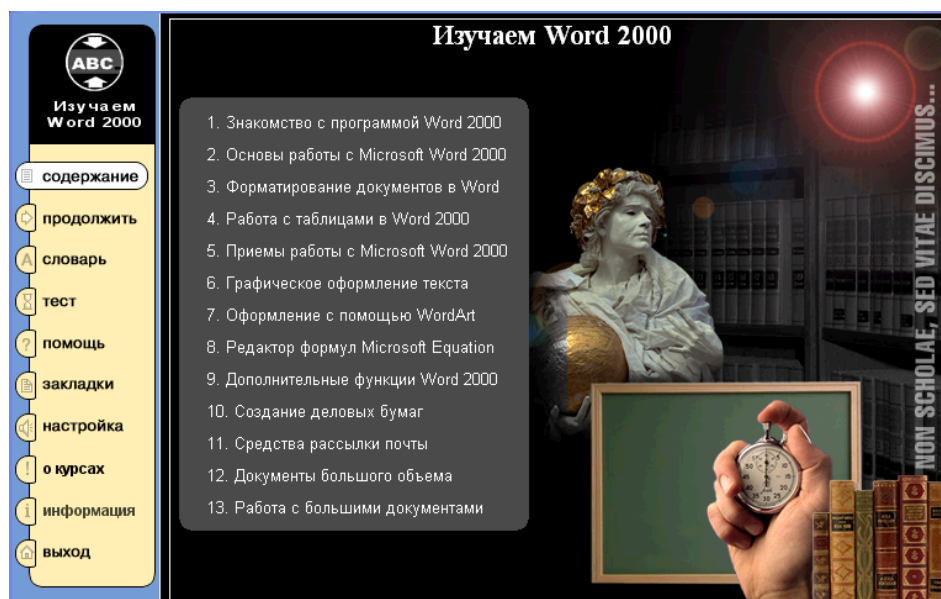 ABC
Изучаем
Word 2000
содержание
продолжить
словарь
тест
помощь
закладки
настройка
о курсах
информация
выход
Изучаем Word 2000
1. Знакомство с программой Word 2000
2. Основы работы с Microsoft Word 2000
3. Форматирование документов в Word
4. Работа с таблицами в Word 2000
5. Приемы работы с Microsoft Word 2000
6. Графическое оформление текста
7. Оформление с помощью WordArt
8. Редактор формул Microsoft Equation
9. Дополнительные функции Word 2000
10. Создание деловых бумаг
11. Средства рассылки почты
12. Документы большого объема
13. Работа с большими документами
NON SCHOLAE, SED VITAE DISCIMUS...